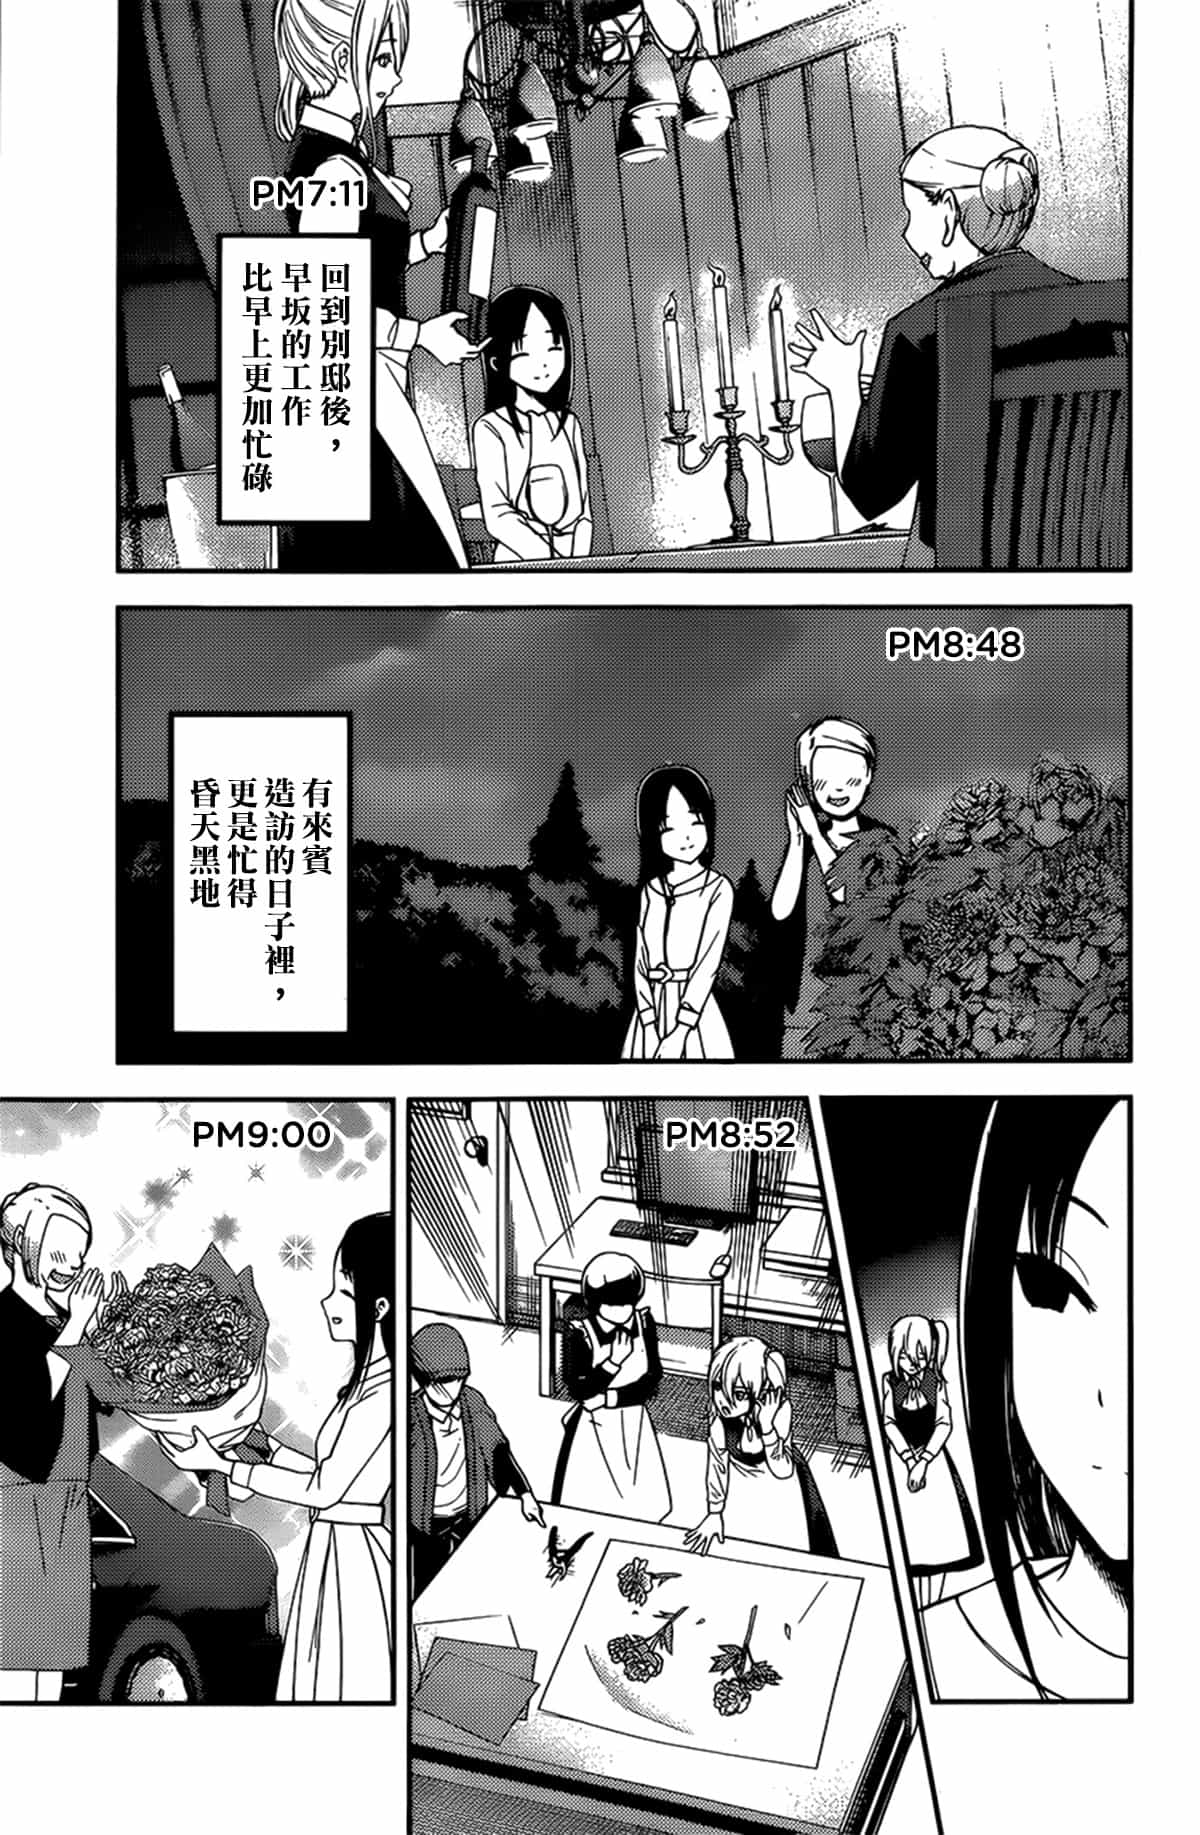 PM7:11
回到別邸後，
早坂的工作
比早上更加忙碌
PM8:48
有來賓
造訪的日子裡，
更是忙得
昏天黑地
PM8:52
PM9:00